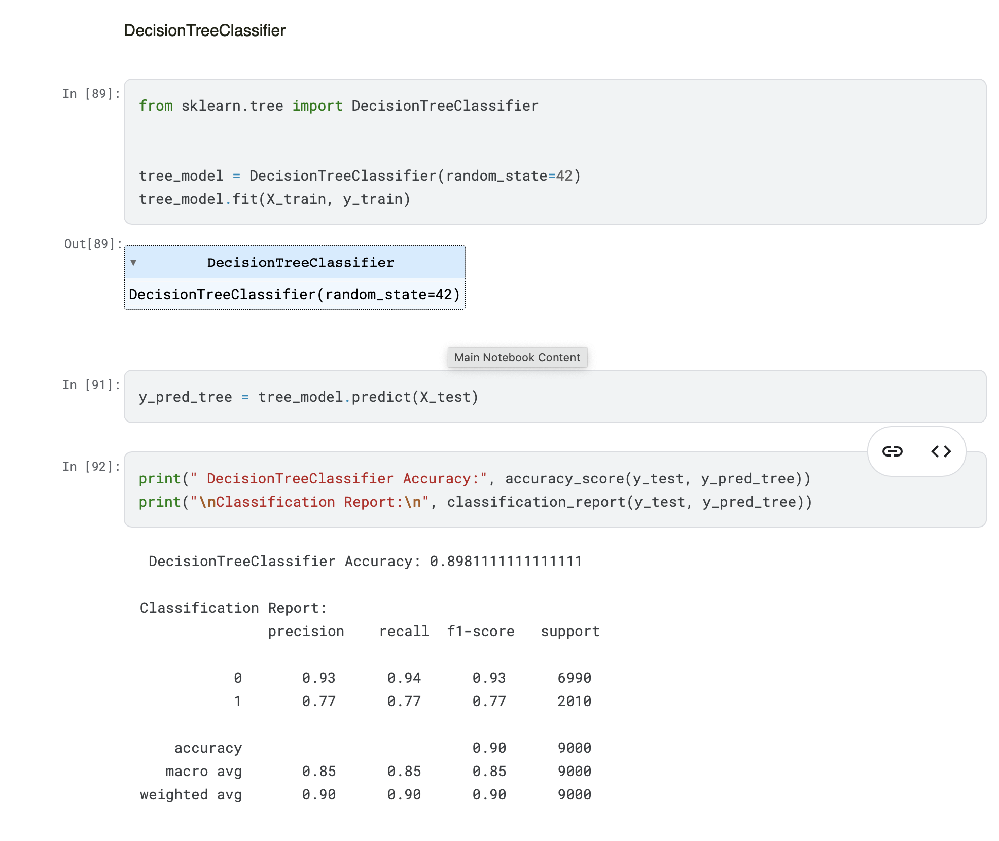 DecisionTreeClassifier
In [89]:
from sklearn.tree import DecisionTreeClassifier
tree_model = DecisionTreeClassifier(random_state=42)
tree_model.fit(X_train, y_train)
Out[89]:
▼ DecisionTreeClassifier
DecisionTreeClassifier(random_state=42)
Main Notebook Content
In [91]:
y_pred_tree = tree_model.predict(X_test)
In [92]:
print(" DecisionTreeClassifier Accuracy:", accuracy_score(y_test, y_pred_tree))
print("\nClassification Report:\n", classification_report(y_test, y_pred_tree))
DecisionTreeClassifier Accuracy: 0.8981111111111111
Classification Report:
precision recall f1-score support
0 0.93 0.94 0.93 6990
1 0.77 0.77 0.77 2010
accuracy 0.90 9000
macro avg 0.85 0.85 0.85 9000
weighted avg 0.90 0.90 0.90 9000